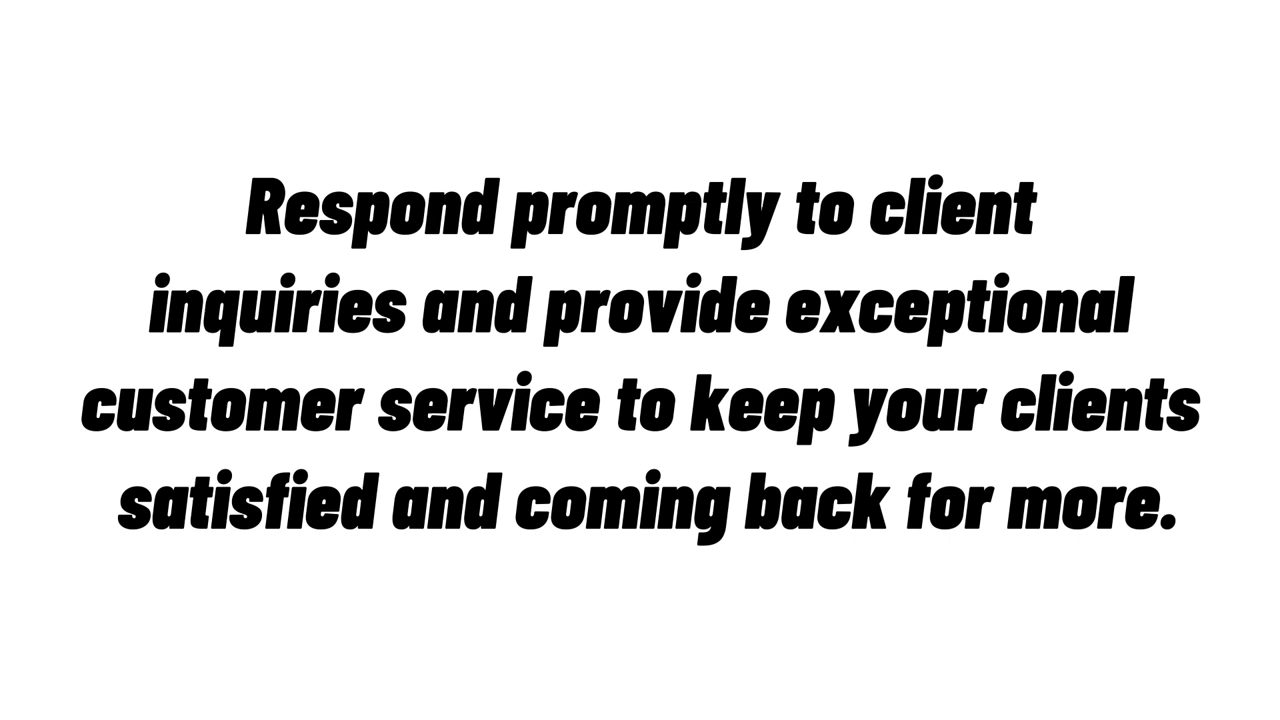 Respond promptly to client
inquiries and provide exceptional
customer service to keep your clients
satisfied and coming back for more.